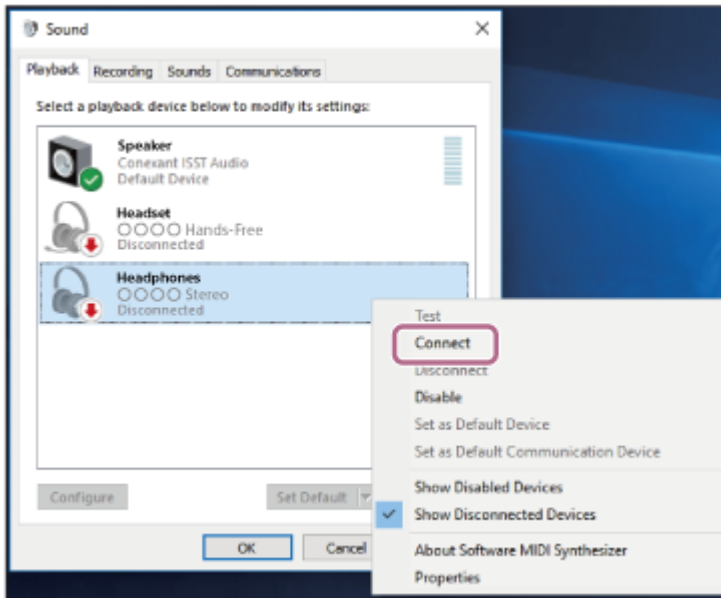 Sound
Playback Recording Sounds Communications
Select a playback device below to modify its settings:
Speaker
Conexant ISST Audio
Default Device
Headset
○○○○ Hands-Free
Disconnected
Headphones
○○○○ Stereo
Disconnected
Test
Connect
Disconnect
Disable
Set as Default Device
Set as Default Communication Device
Show Disabled Devices
Show Disconnected Devices
About Software MIDI Synthesizer
Properties
Configure
Set Default
OK
Cancel